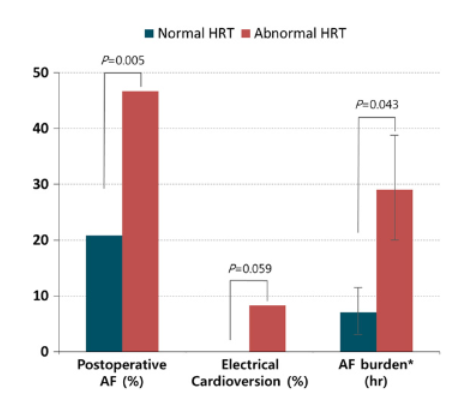 Normal HRT Abnormal HRT
P=0.005
50
P=0.043
40
30
20
P=0.059
10
0
Postoperative AF (%)
Electrical Cardioversion (%)
AF burden* (hr)